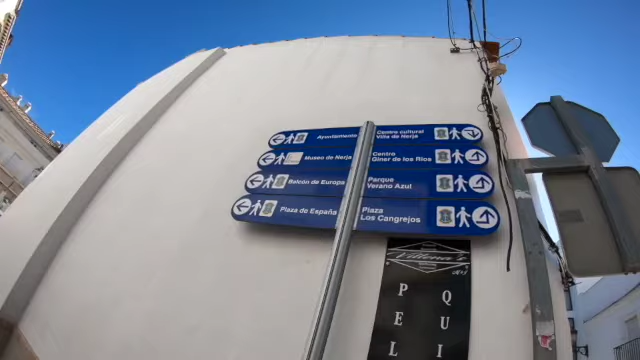 Ayuntamiento
Centro cultural
Villa de Nerja
Museo de Nerja
Centro
Giner de los Ríos
Balcón de Europa
Parque
Verano Azul
Plaza de España
Plaza
Los Cangrejos
Villena's
P Q
E U
L I